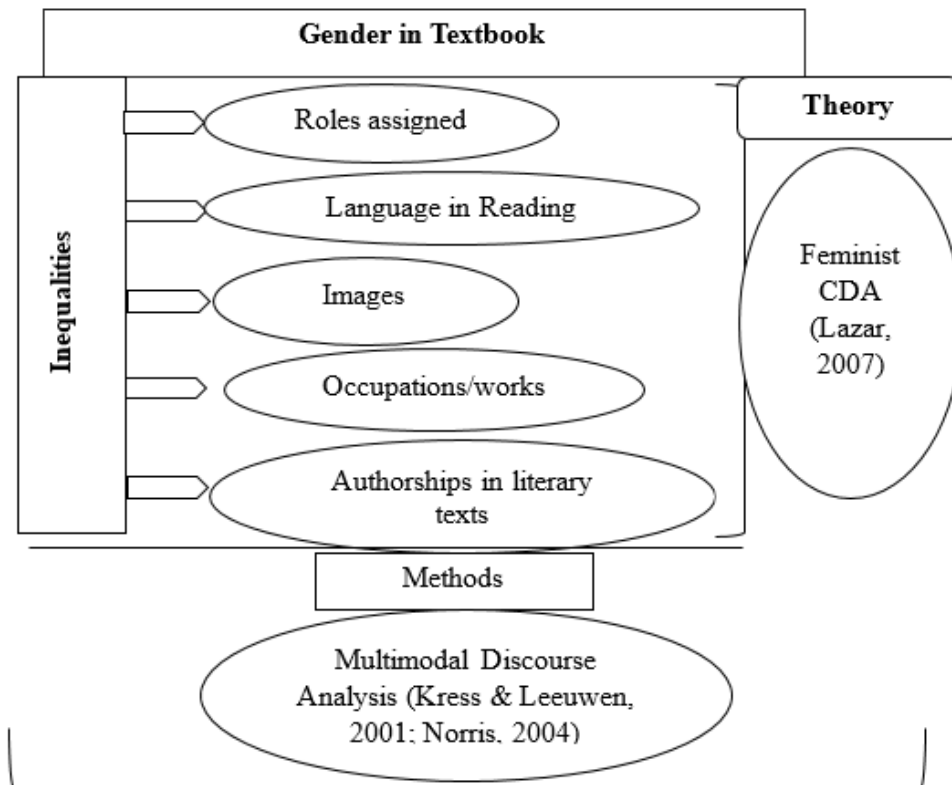 Gender in Textbook
Inequalities
Roles assigned
Language in Reading
Images
Occupations/works
Authorships in literary
texts
Theory
Feminist
CDA
(Lazar,
2007)
Methods
Multimodal Discourse
Analysis (Kress & Leeuwen,
2001; Norris, 2004)